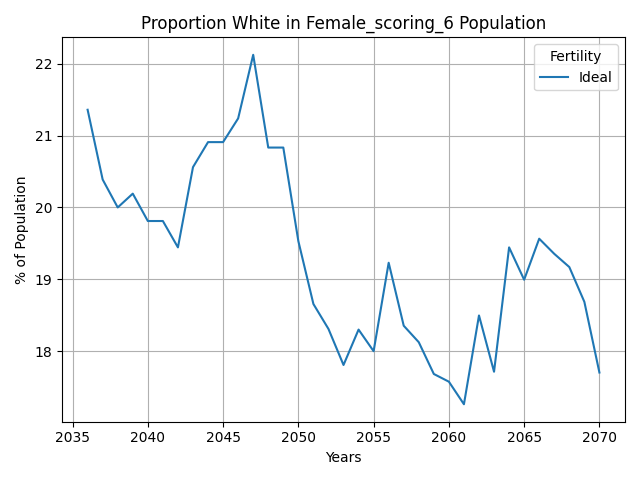 Proportion White in Female_scoring_6 Population
Fertility
Ideal
% of Population
22
21
20
19
18
2035 2040 2045 2050 2055 2060 2065 2070
Years